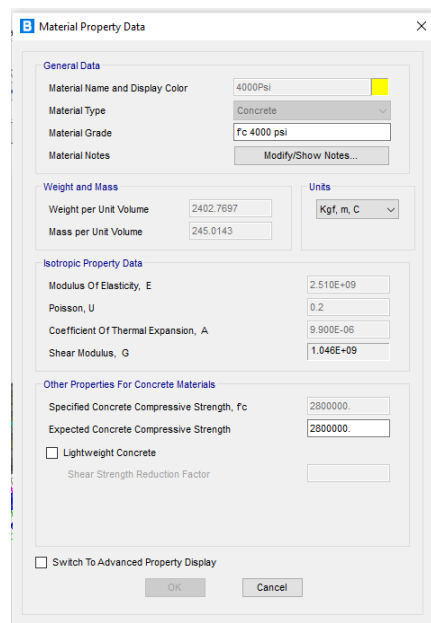 B Material Property Data
General Data
Material Name and Display Color 4000Psi
Material Type Concrete
Material Grade f'c 4000 psi
Material Notes Modify/Show Notes...
Weight and Mass Units
Weight per Unit Volume 2402.7697 Kgf, m, C
Mass per Unit Volume 245.0143
Isotropic Property Data
Modulus Of Elasticity, E 2.510E+09
Poisson, U 0.2
Coefficient Of Thermal Expansion, A 9.900E-06
Shear Modulus, G 1.046E+09
Other Properties For Concrete Materials
Specified Concrete Compressive Strength, f'c 2800000.
Expected Concrete Compressive Strength 2800000.
Lightweight Concrete
Shear Strength Reduction Factor
Switch To Advanced Property Display
OK Cancel